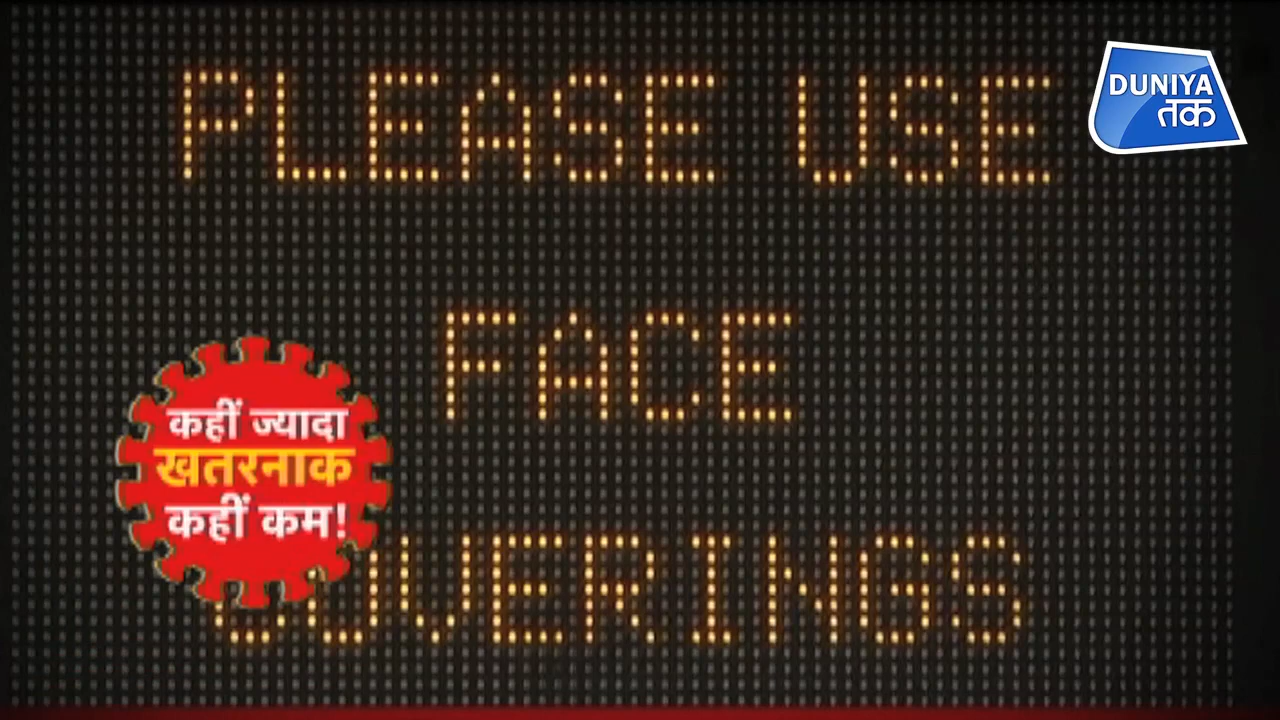 PLEASE USE
DUNIYA
तक
FACE
कहीं ज्यादा
खतरनाक
कहीं कम!
COVERINGS